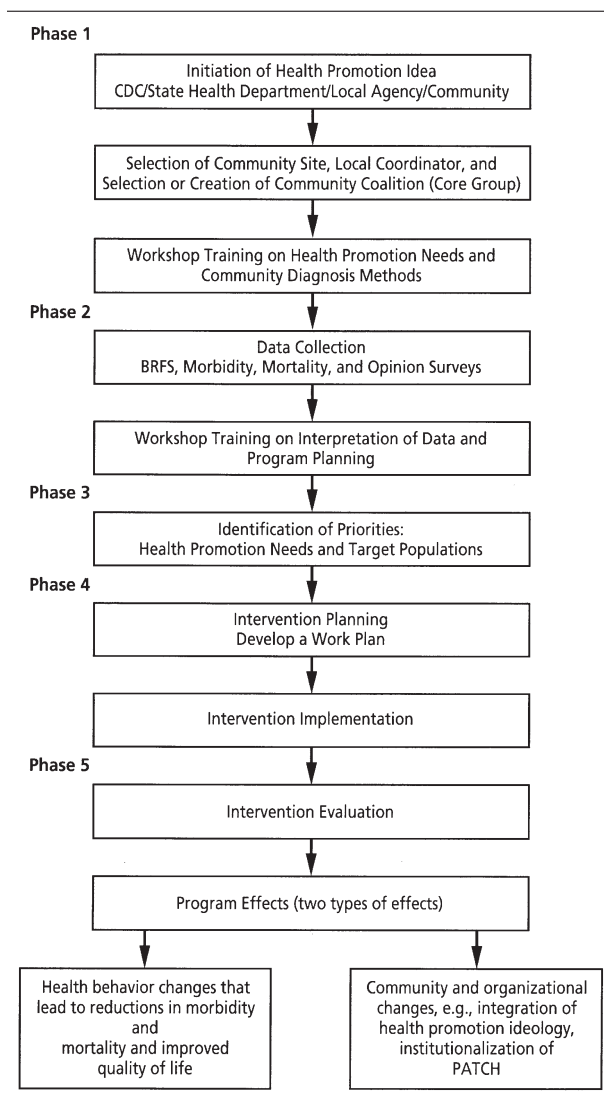 Phase 1
Initiation of Health Promotion Idea
CDC/State Health Department/Local Agency/Community
Selection of Community Site, Local Coordinator, and
Selection or Creation of Community Coalition (Core Group)
Workshop Training on Health Promotion Needs and
Community Diagnosis Methods
Phase 2
Data Collection
BRFS, Morbidity, Mortality, and Opinion Surveys
Workshop Training on Interpretation of Data and
Program Planning
Phase 3
Identification of Priorities:
Health Promotion Needs and Target Populations
Phase 4
Intervention Planning
Develop a Work Plan
Intervention Implementation
Phase 5
Intervention Evaluation
Program Effects (two types of effects)
Health behavior changes that
lead to reductions in morbidity
and
mortality and improved
quality of life
Community and organizational
changes, e.g., integration of
health promotion ideology,
institutionalization of
PATCH